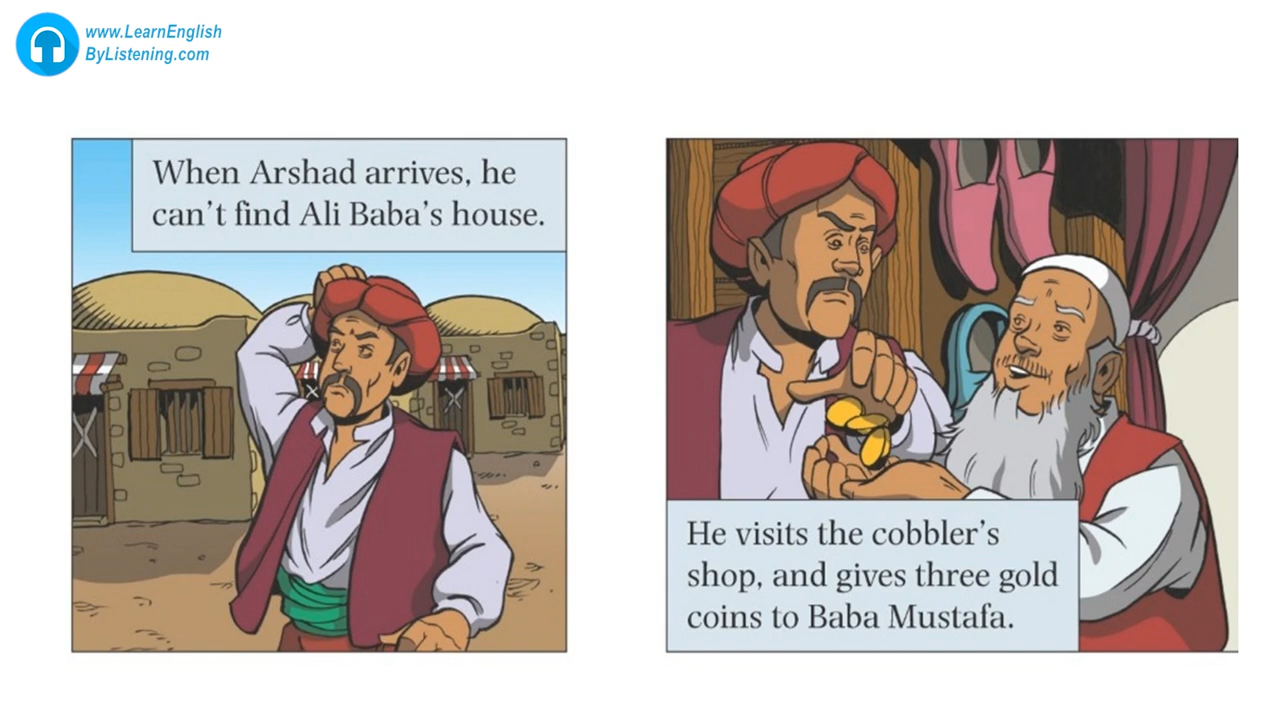 www.LearnEnglish
ByListening.com
When Arshad arrives, he
can’t find Ali Baba’s house.
He visits the cobbler’s
shop, and gives three gold
coins to Baba Mustafa.